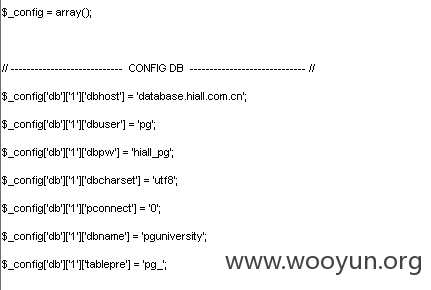 $_config = array();
// ---------------------------- CONFIG DB ----------------------------- //
$_config['db']['1']['dbhost'] = 'database.hiall.com.cn';
$_config['db']['1']['dbuser'] = 'pg';
$_config['db']['1']['dbpw'] = 'hiall_pg';
$_config['db']['1']['dbcharset'] = 'utf8';
$_config['db']['1']['pconnect'] = '0';
$_config['db']['1']['dbname'] = 'pguniversity';
$_config['db']['1']['tablepre'] = 'pg_';
www.wooyun.org